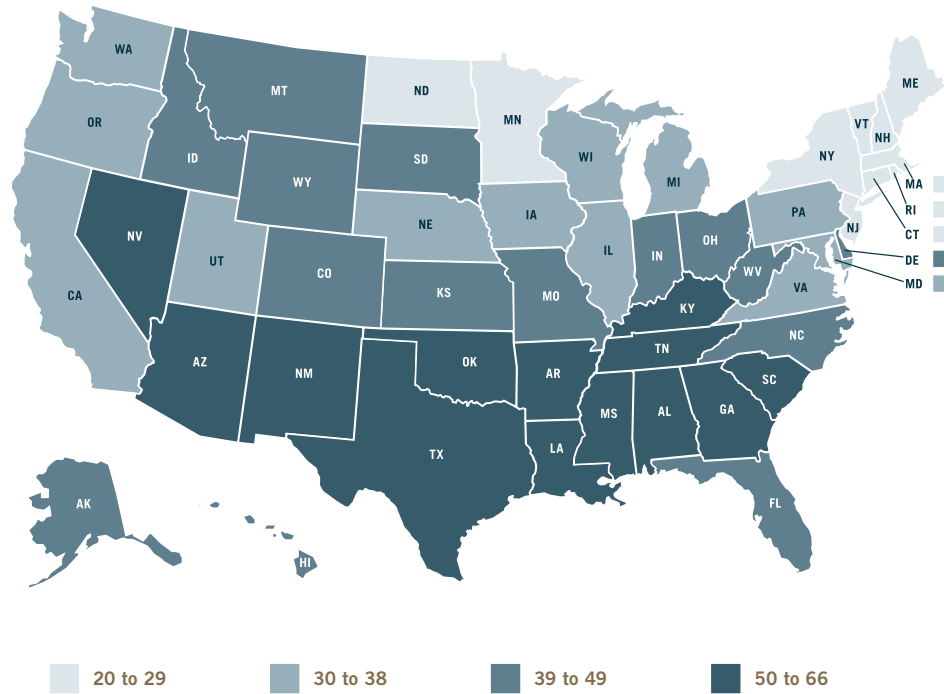 WA
MT
ND
MN
ME
OR
ID
SD
WI
VT
NH
NY
WY
MI
MA
NV
NE
IA
PA
RI
UT
CO
IL
IN
OH
NJ
CT
CA
KS
MO
WV
VA
DE
MD
KY
AZ
NM
OK
AR
TN
NC
SC
TX
LA
MS
AL
GA
AK
HI
FL
20 to 29
30 to 38
39 to 49
50 to 66